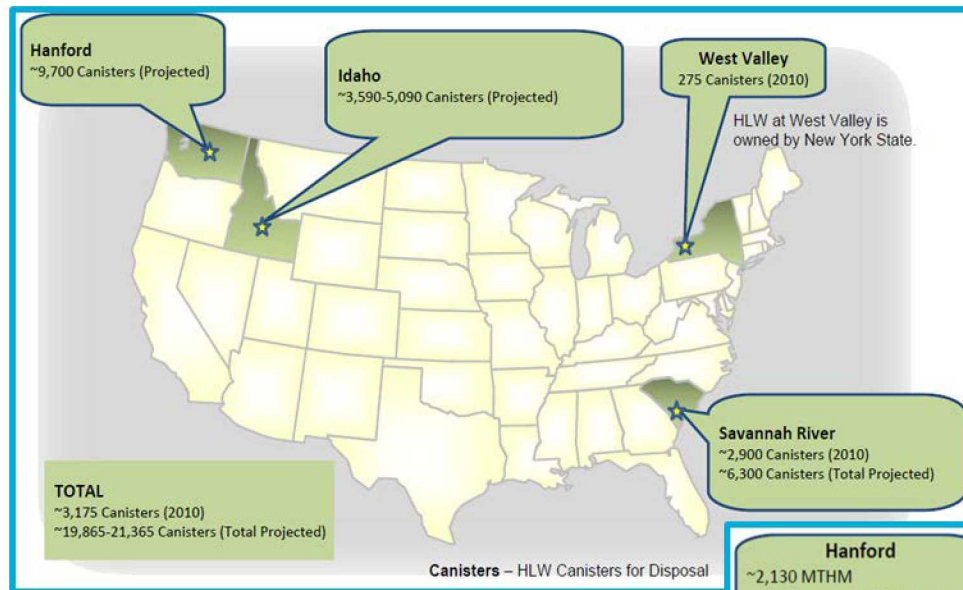 Hanford
~9,700 Canisters (Projected)
Idaho
~3,590-5,090 Canisters (Projected)
West Valley
275 Canisters (2010)
HLW at West Valley is
owned by New York State.
Savannah River
~2,900 Canisters (2010)
~6,300 Canisters (Total Projected)
TOTAL
~3,175 Canisters (2010)
~19,865-21,365 Canisters (Total Projected)
Canisters – HLW Canisters for Disposal
Hanford
~2,130 MTHM